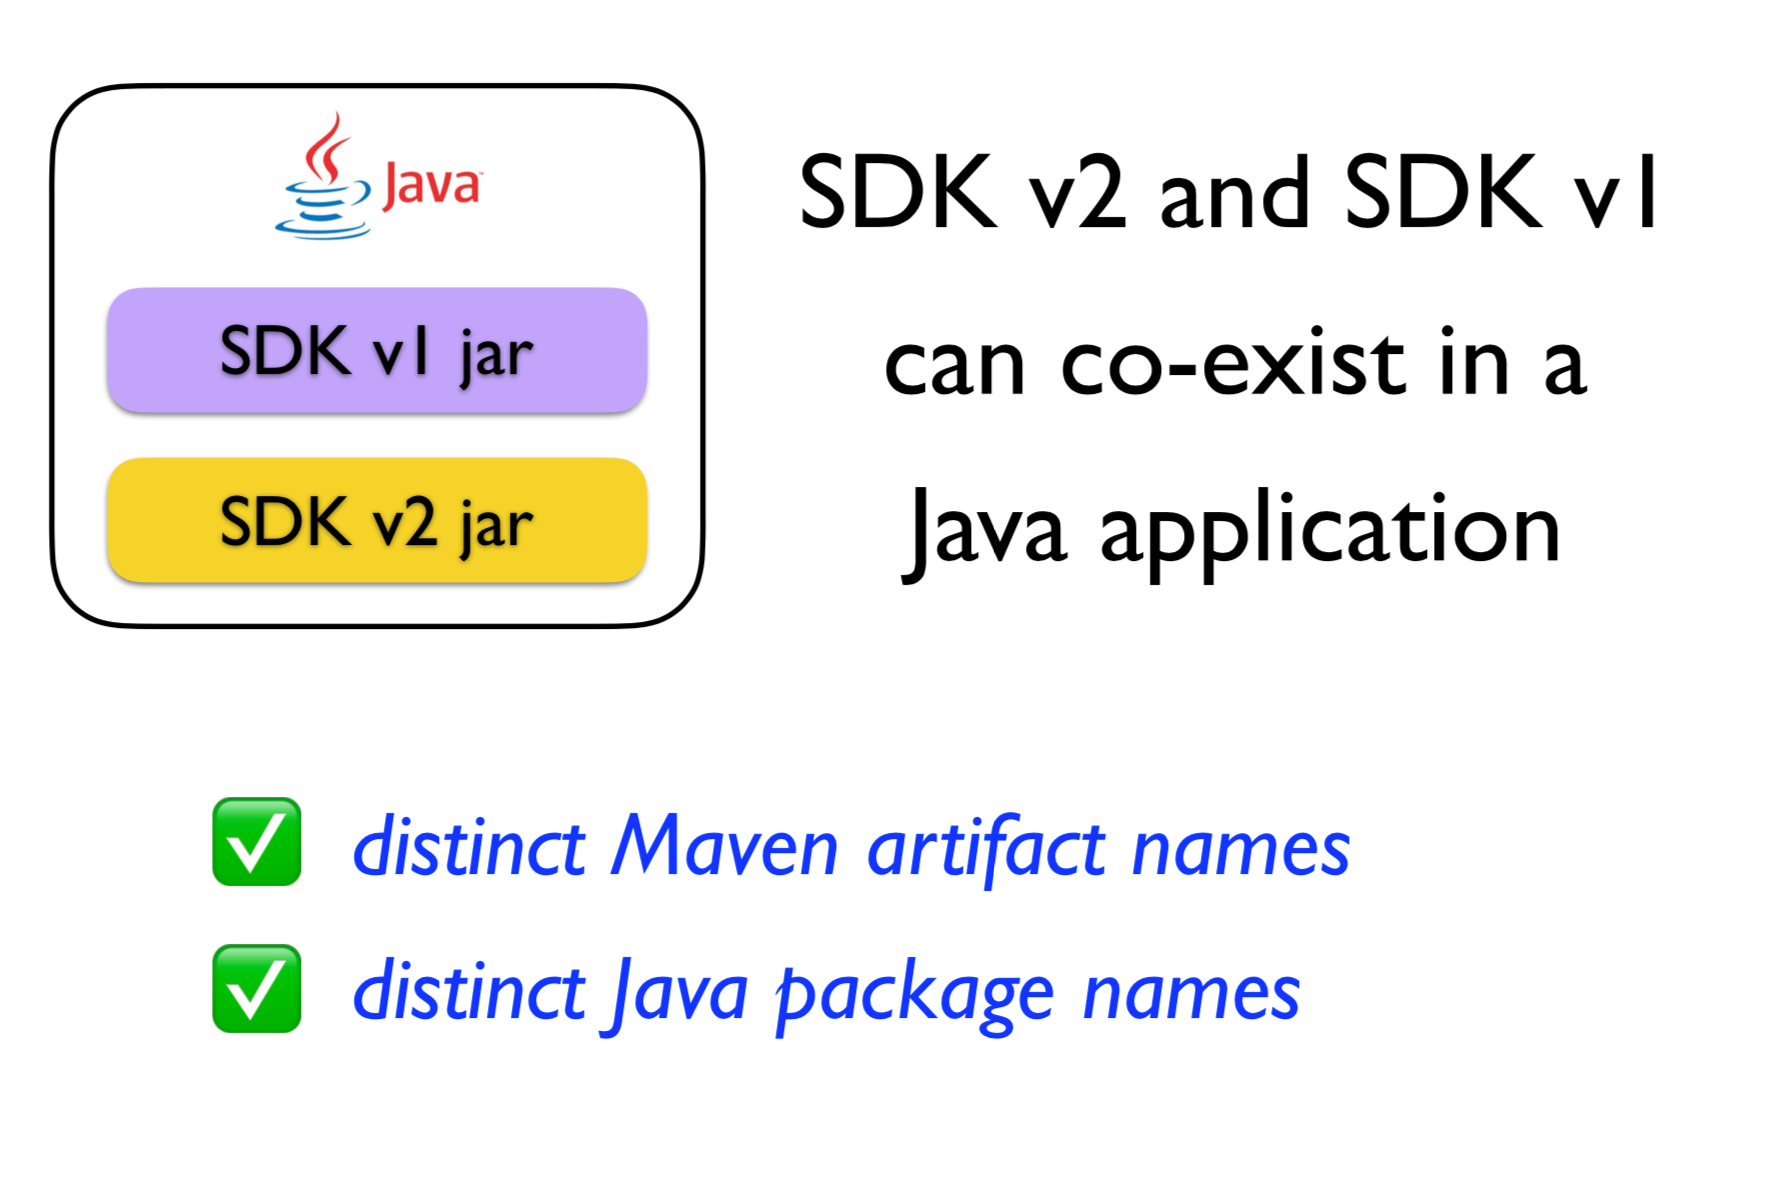 Java™
SDK v1 jar
SDK v2 jar
SDK v2 and SDK v1
can co-exist in a
Java application
distinct Maven artifact names
distinct Java package names